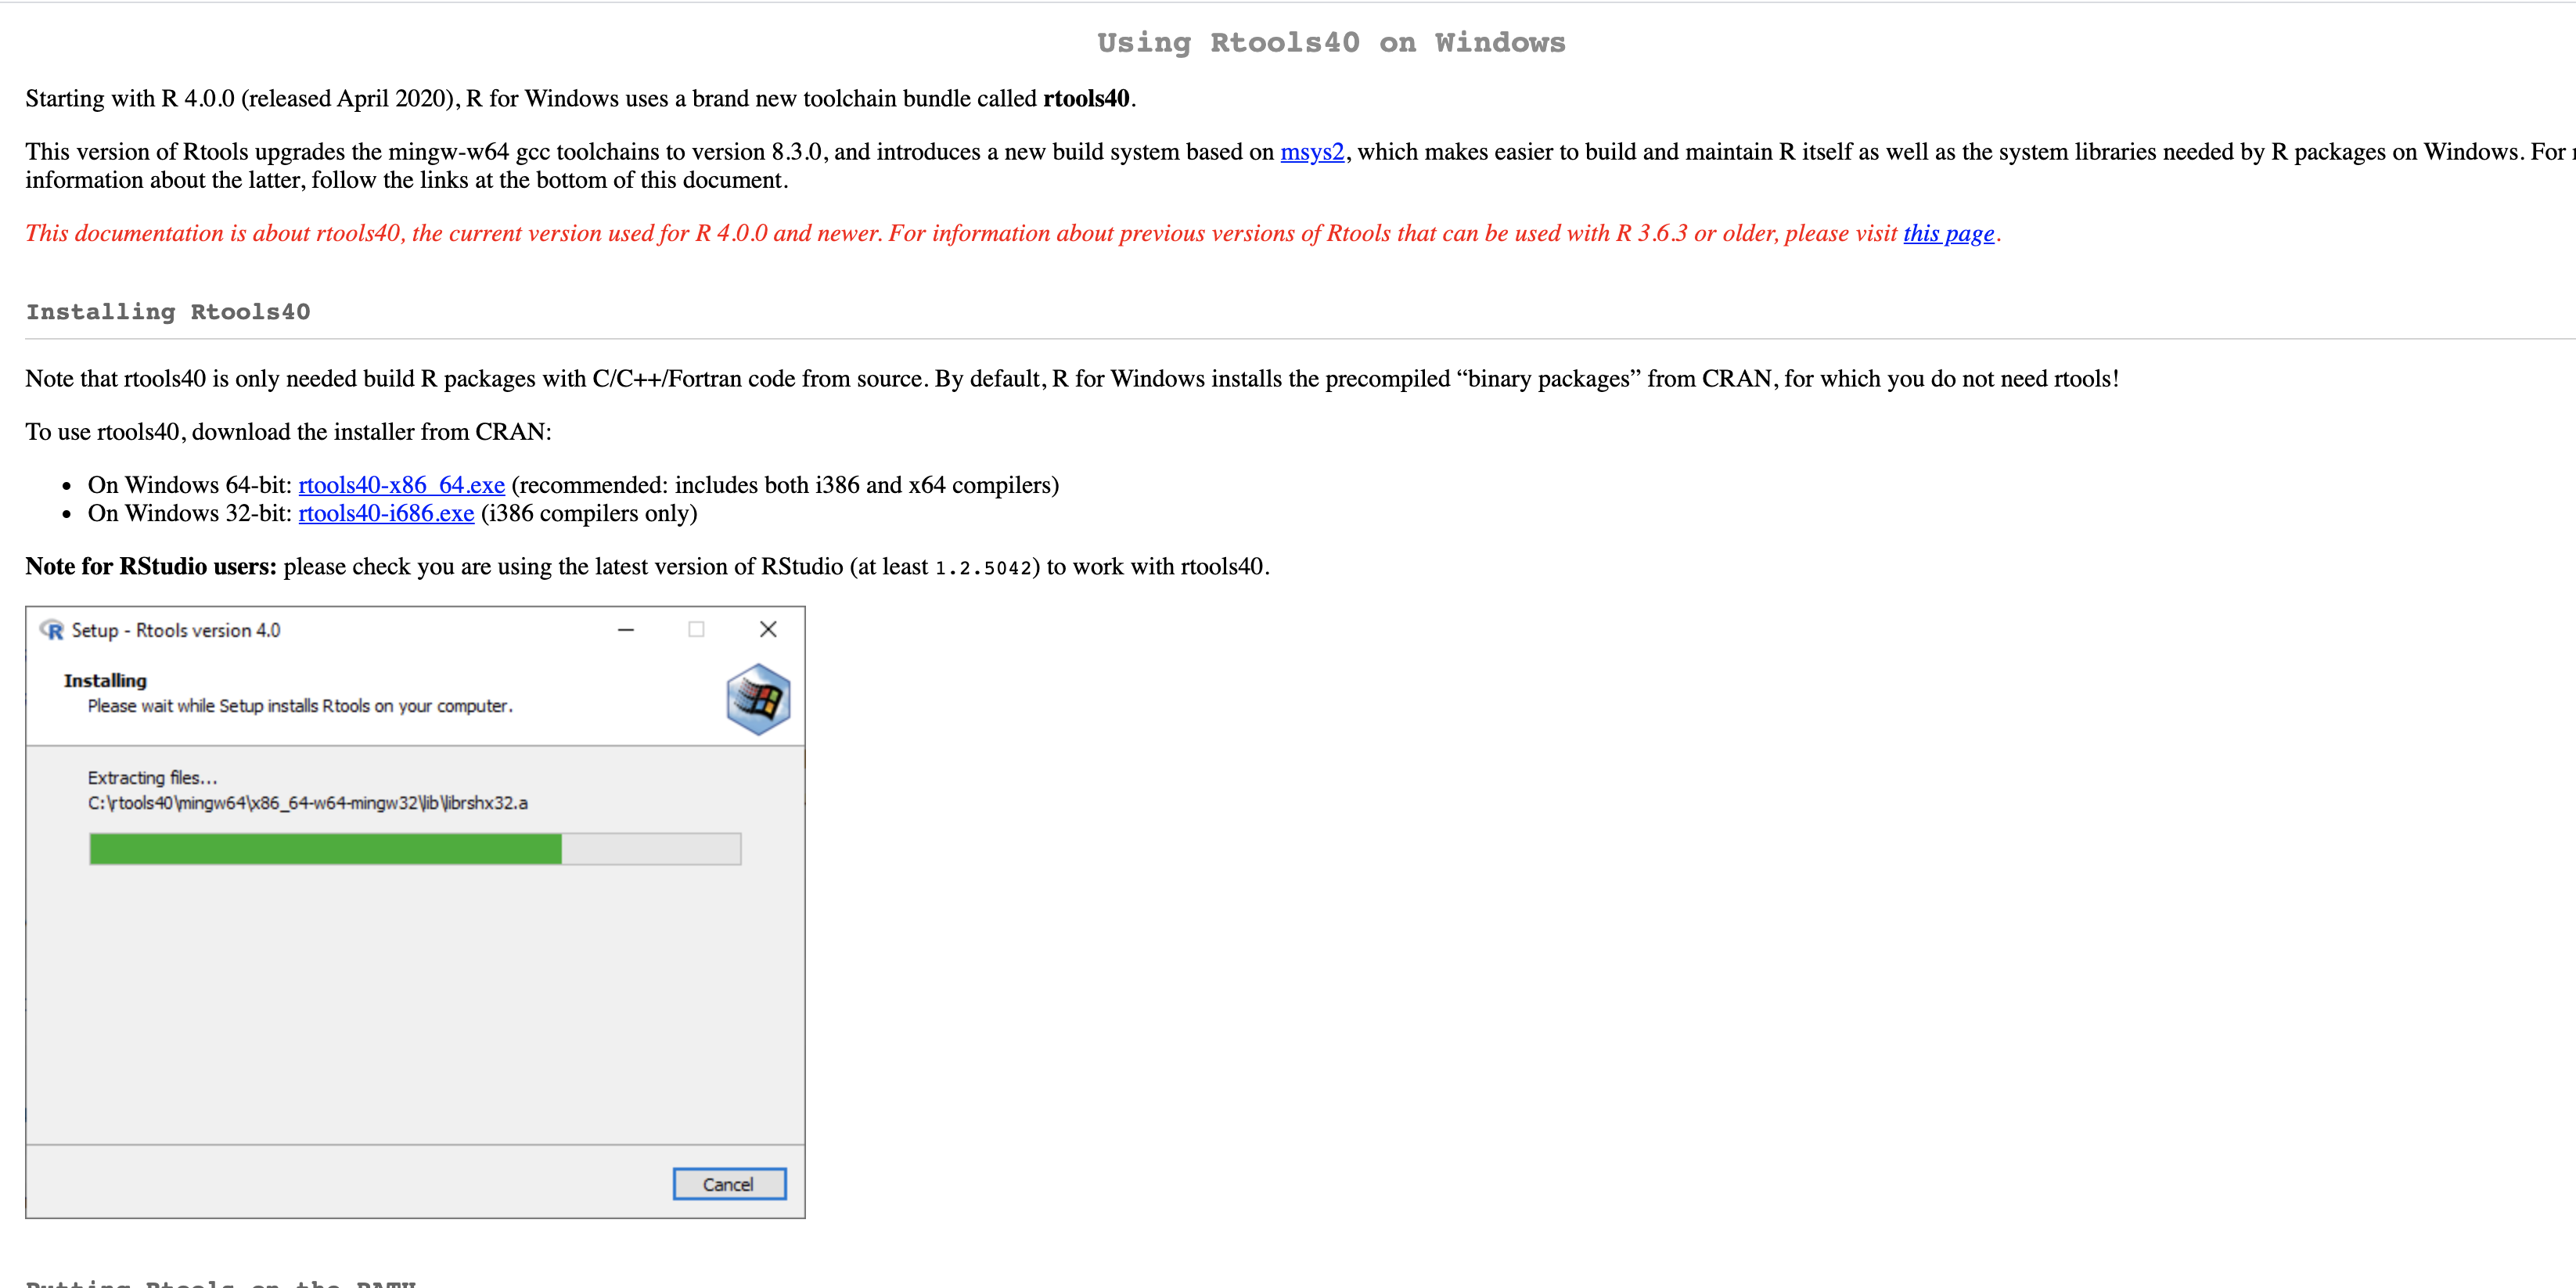 Using Rtools40 on Windows
Starting with R 4.0.0 (released April 2020), R for Windows uses a brand new toolchain bundle called rtools40.
This version of Rtools upgrades the mingw-w64 gcc toolchains to version 8.3.0, and introduces a new build system based on msys2, which makes easier to build and maintain R itself as well as the system libraries needed by R packages on Windows. For
information about the latter, follow the links at the bottom of this document.
This documentation is about rtools40, the current version used for R 4.0.0 and newer. For information about previous versions of Rtools that can be used with R 3.6.3 or older, please visit this page.
Installing Rtools40
Note that rtools40 is only needed build R packages with C/C++/Fortran code from source. By default, R for Windows installs the precompiled “binary packages” from CRAN, for which you do not need rtools!
To use rtools40, download the installer from CRAN:
• On Windows 64-bit: rtools40-x86_64.exe (recommended: includes both i386 and x64 compilers)
• On Windows 32-bit: rtools40-i686.exe (i386 compilers only)
Note for RStudio users: please check you are using the latest version of RStudio (at least 1.2.5042) to work with rtools40.
R Setup - Rtools version 4.0
Installing
Please wait while Setup installs Rtools on your computer.
Extracting files...
C:\rtools40\mingw64\x86_64-w64-mingw32\lib\librshx32.a
Cancel
Putting Rtools on the PATH